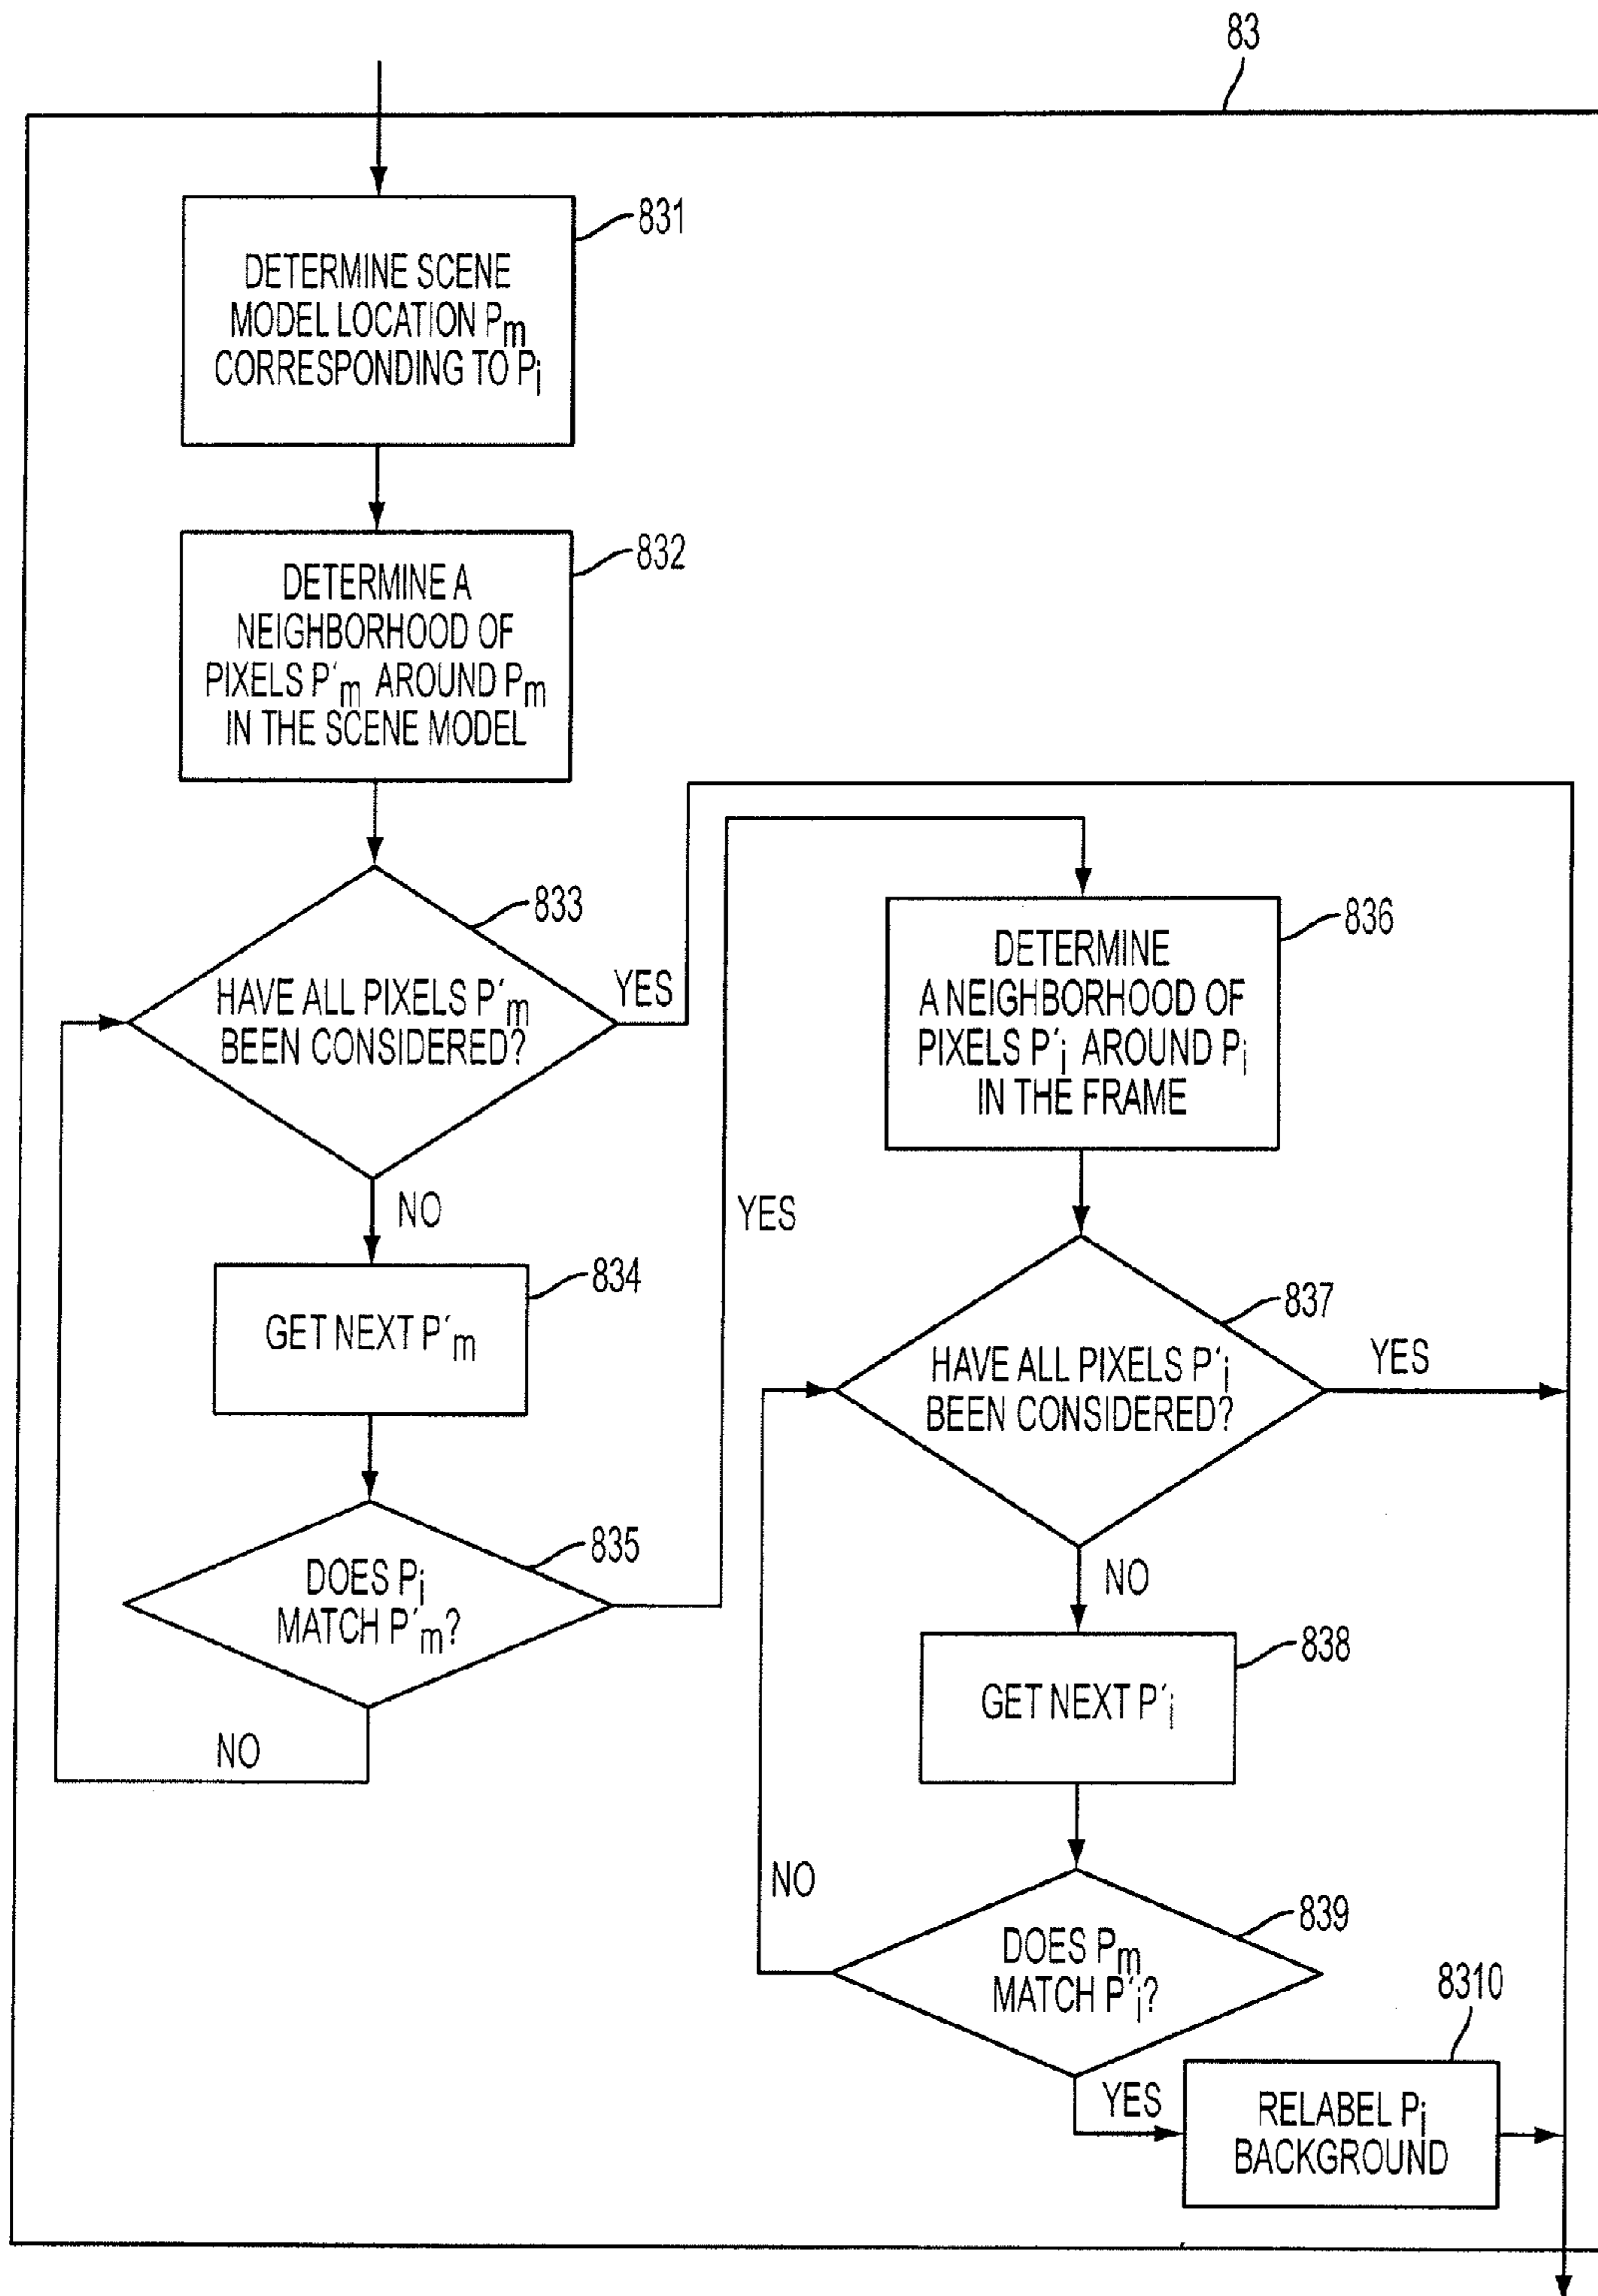 83
831
DETERMINE SCENE
MODEL LOCATION Pm
CORRESPONDING TO Pi
832
DETERMINE A
NEIGHBORHOOD OF
PIXELS P'm AROUND Pm
IN THE SCENE MODEL
833
HAVE ALL PIXELS P'm
BEEN CONSIDERED?
YES
NO
834
GET NEXT P'm
835
DOES Pi
MATCH P'm?
NO
YES
836
DETERMINE
A NEIGHBORHOOD OF
PIXELS P'i AROUND Pi
IN THE FRAME
837
HAVE ALL PIXELS P'i
BEEN CONSIDERED?
YES
NO
838
GET NEXT P'i
839
DOES Pm
MATCH P'i?
NO
YES
8310
RELABEL Pi
BACKGROUND